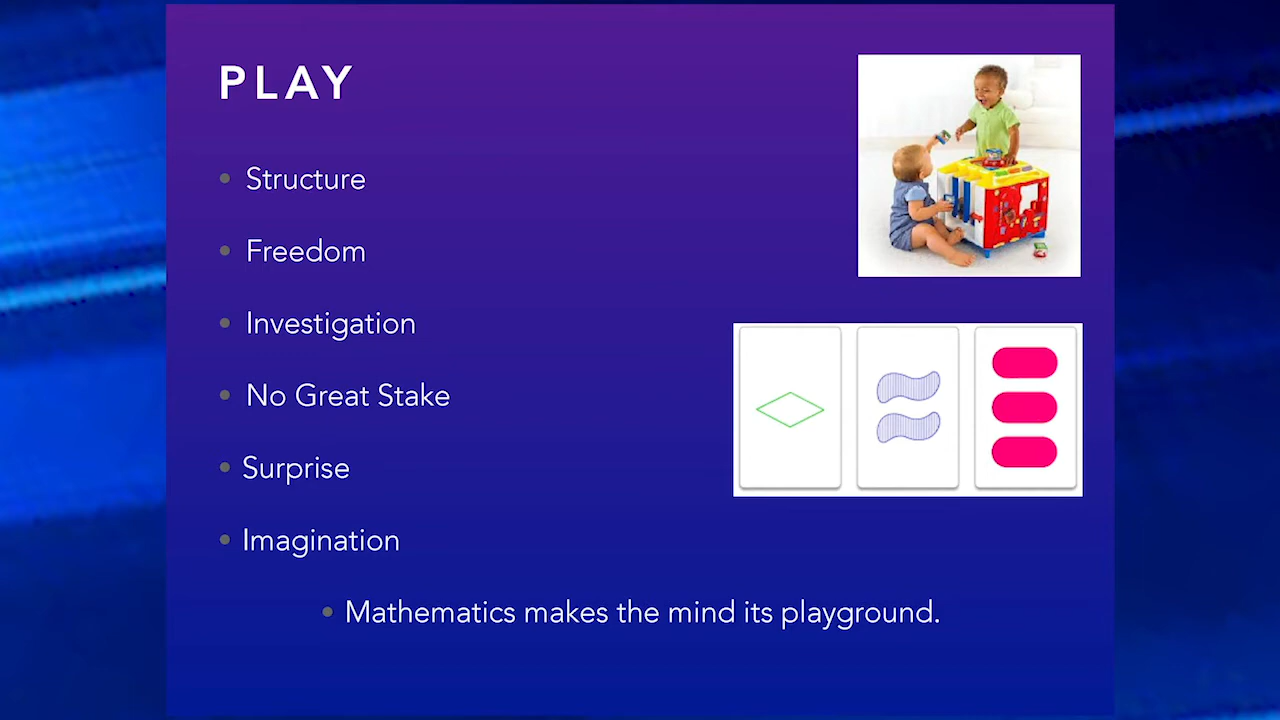 PLAY
Structure
Freedom
Investigation
No Great Stake
Surprise
Imagination
Mathematics makes the mind its playground.